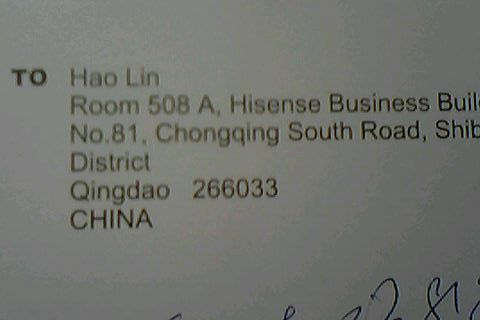 TO Hao Lin
Room 508 A, Hisense Business
No.81, Chongqing South Road,
District
Qingdao 266033
CHINA